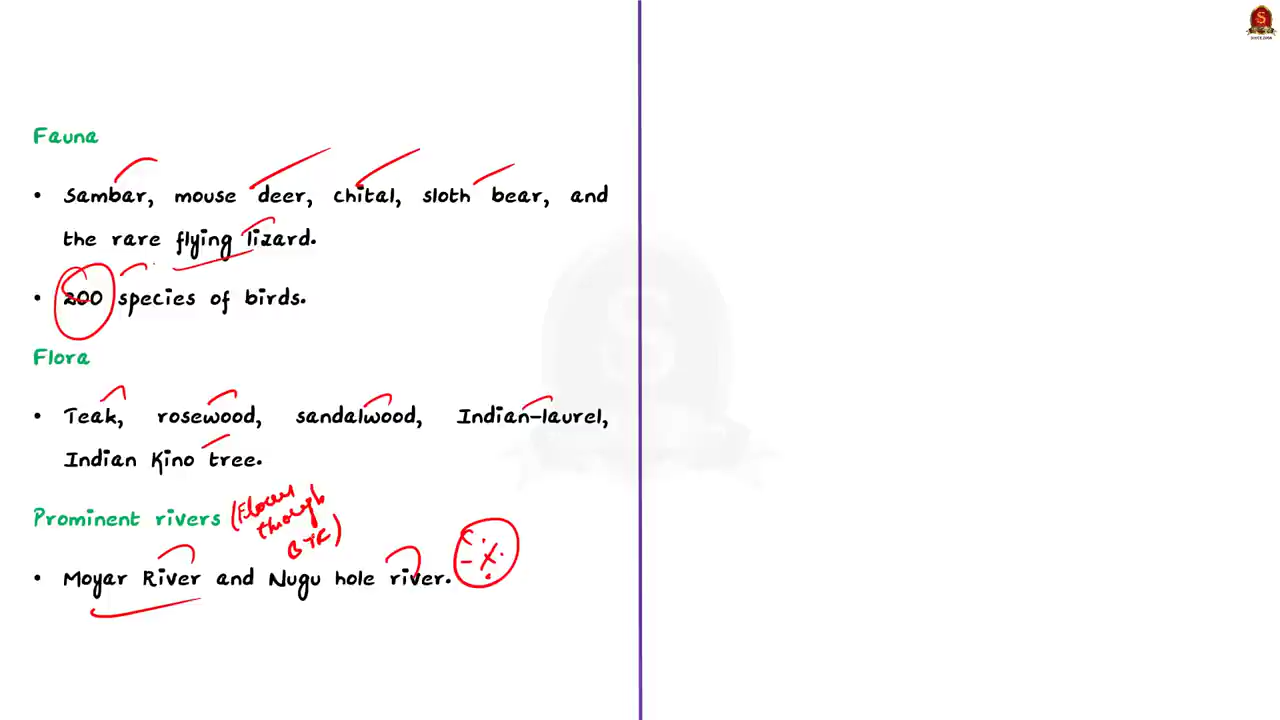 Fauna
• Sambar, mouse deer, chital, sloth bear, and
the rare flying lizard.
• 200 species of birds.
Flora
• Teak, rosewood, sandalwood, Indian-laurel,
Indian Kino tree.
Prominent rivers (Flows
through
BTR)
• Moyar River and Nugu hole river.